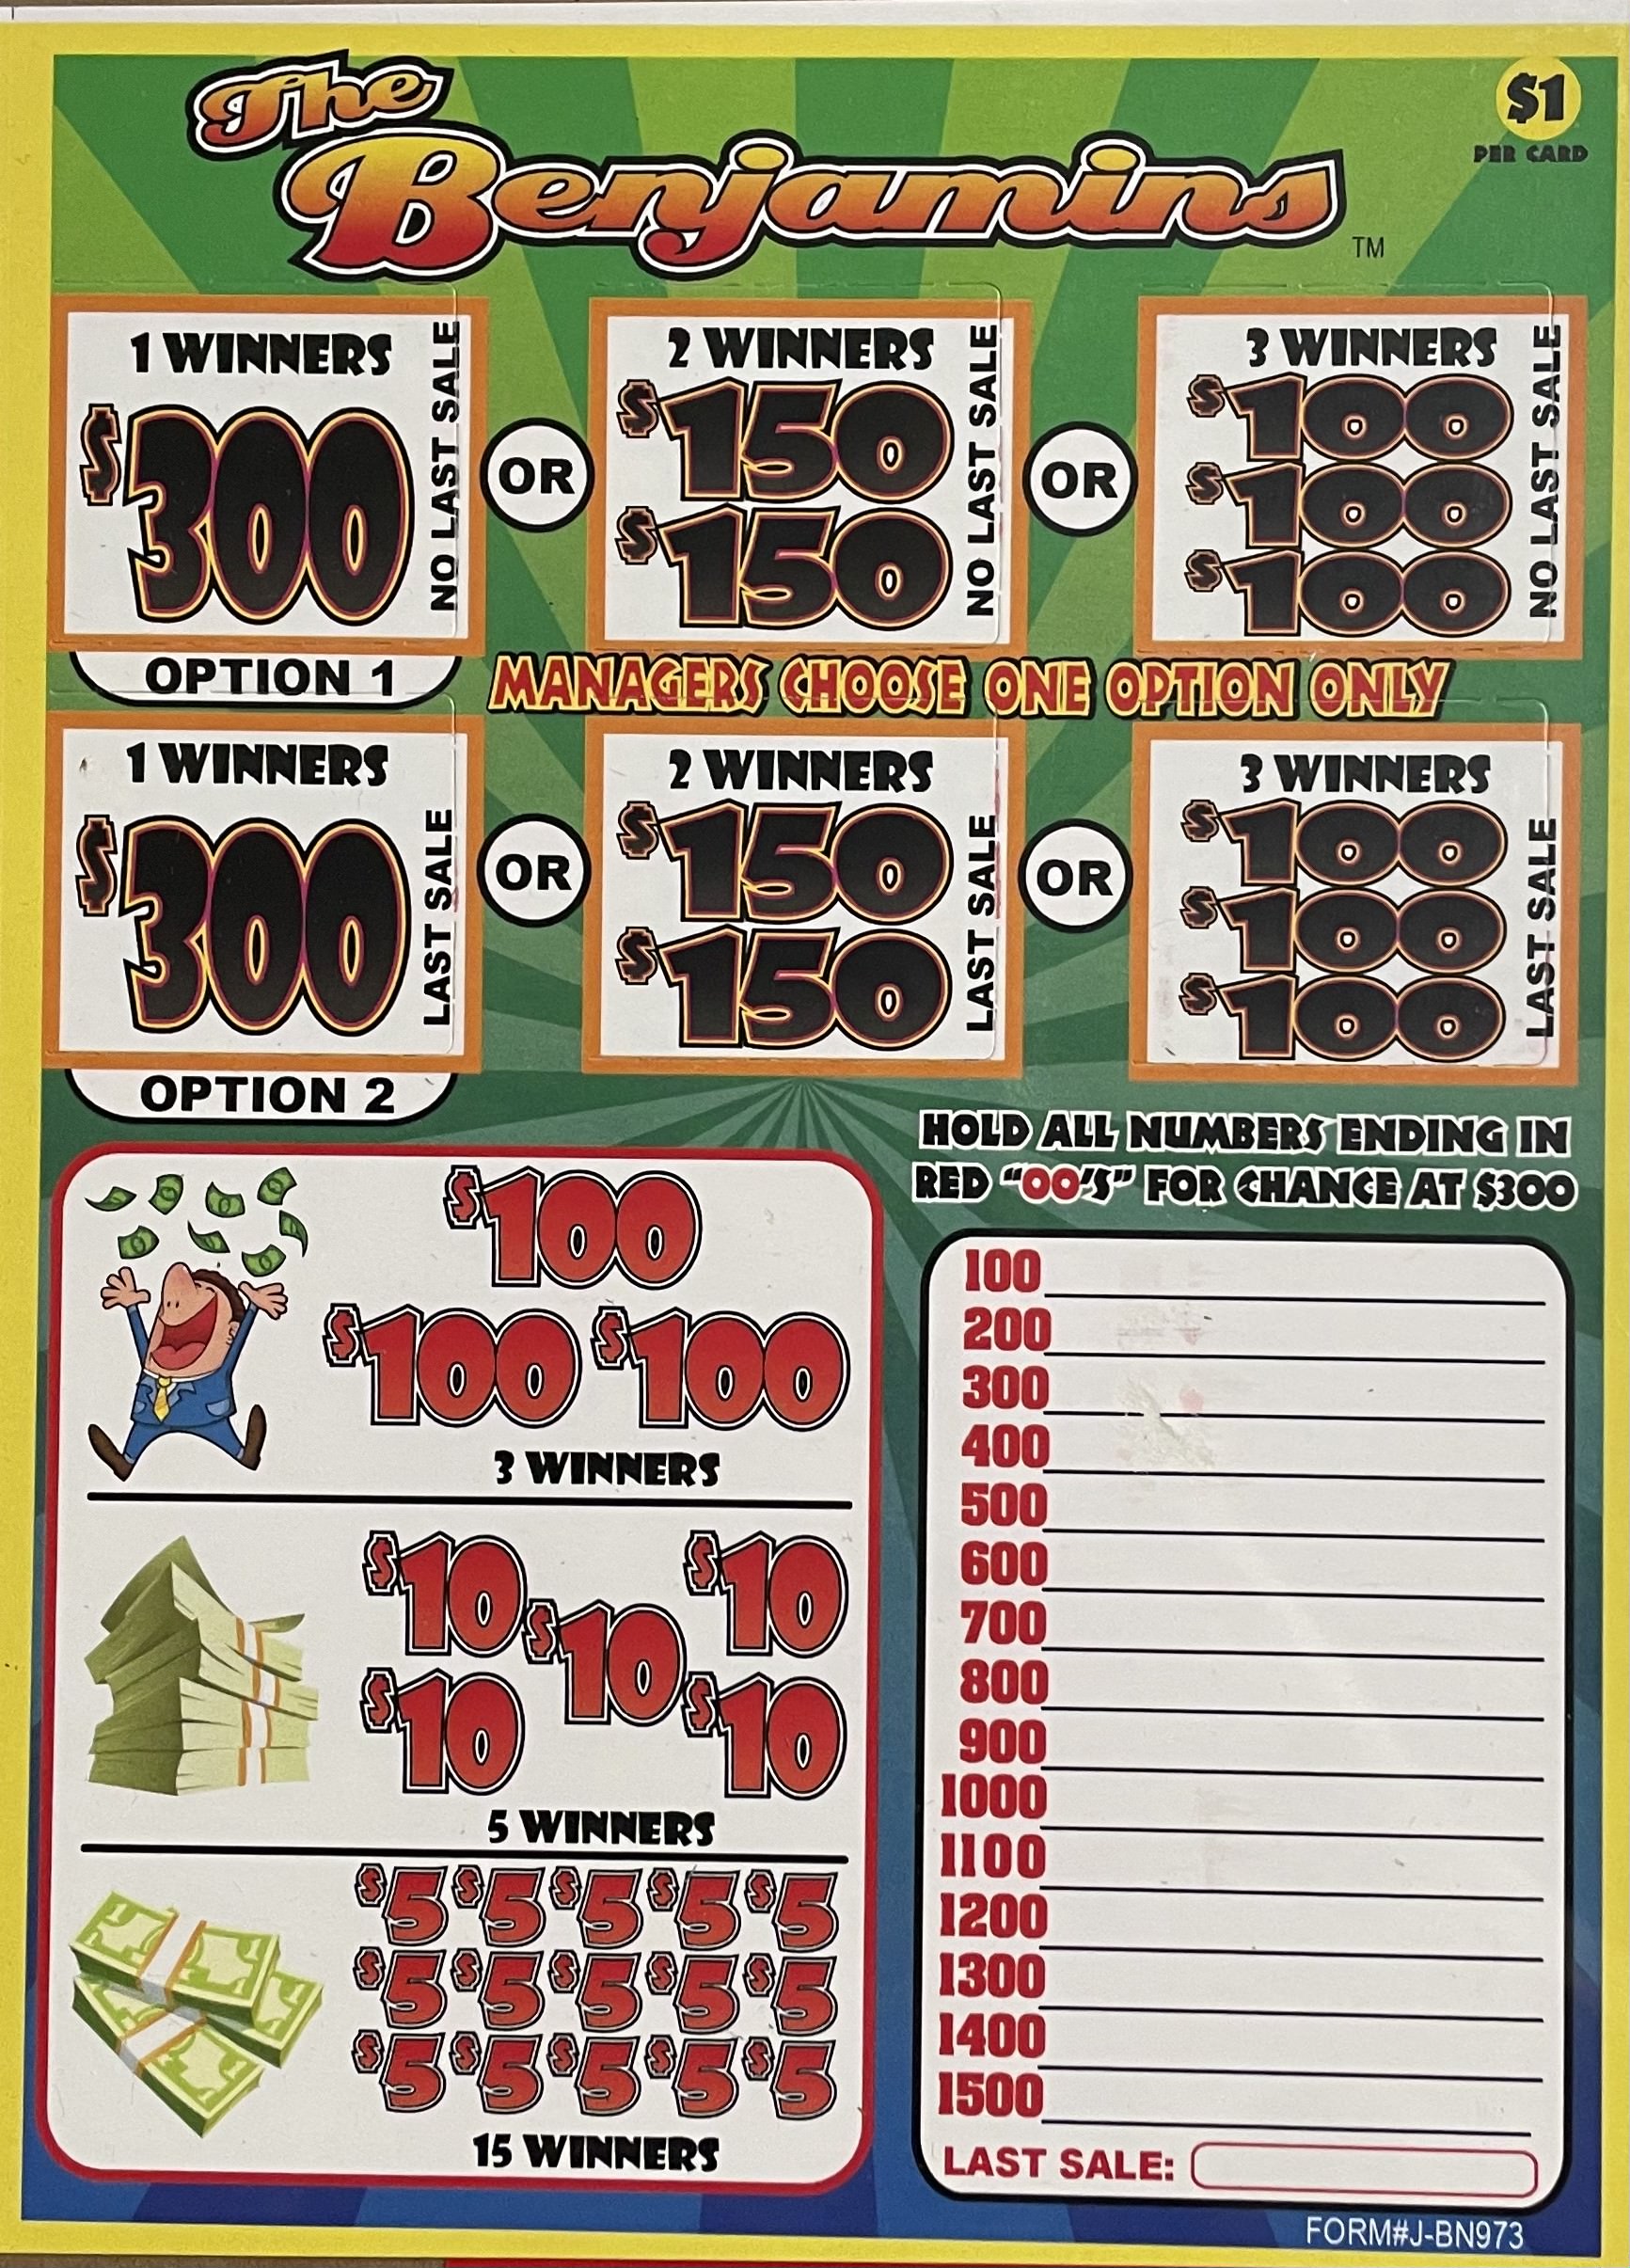 The
Benjamins
TM
$1
PER CARD
1 WINNERS
$300
NO LAST SALE
OR
2 WINNERS
$150
$150
NO LAST SALE
OR
3 WINNERS
$100
$100
$100
NO LAST SALE
OPTION 1
MANAGERS CHOOSE ONE OPTION ONLY
1 WINNERS
$300
LAST SALE
OR
2 WINNERS
$150
$150
LAST SALE
OR
3 WINNERS
$100
$100
$100
LAST SALE
OPTION 2
$100
$100 $100
3 WINNERS
$10 $10
$10
$10 $10
5 WINNERS
$5 $5 $5 $5 $5
$5 $5 $5 $5 $5
$5 $5 $5 $5 $5
15 WINNERS
HOLD ALL NUMBERS ENDING IN
RED "00'S" FOR CHANCE AT $300
100
200
300
400
500
600
700
800
900
1000
1100
1200
1300
1400
1500
LAST SALE:
FORM#J-BN973